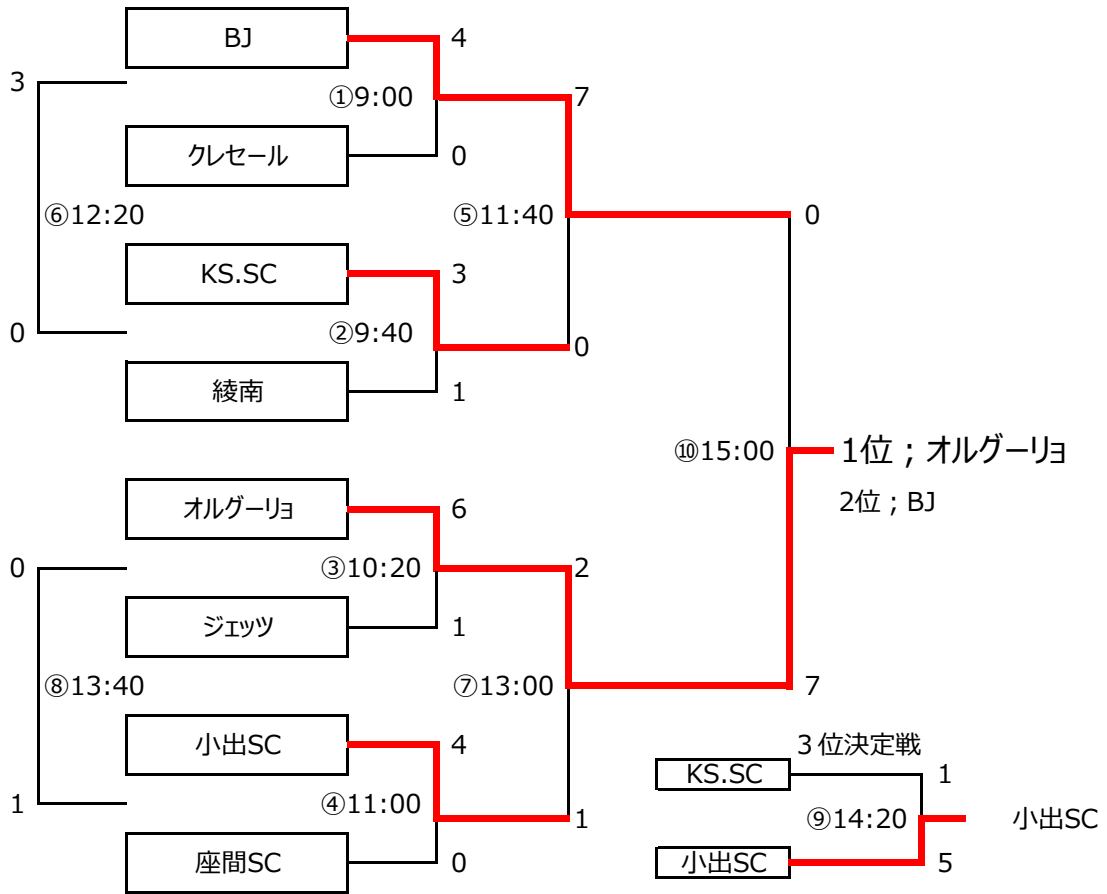 BJ
4
3
①9:00
7
クレセール
0
⑥12:20
⑤11:40
0
KS.SC
3
0
②9:40
0
綾南
1
⑩15:00
1位 ; オルグーリョ
2位 ; BJ
オルグーリョ
6
0
③10:20
2
ジェッツ
1
⑧13:40
⑦13:00
7
小出SC
4
3位決定戦
KS.SC
1
1
④11:00
1
⑨14:20
小出SC
座間SC
0
小出SC
5